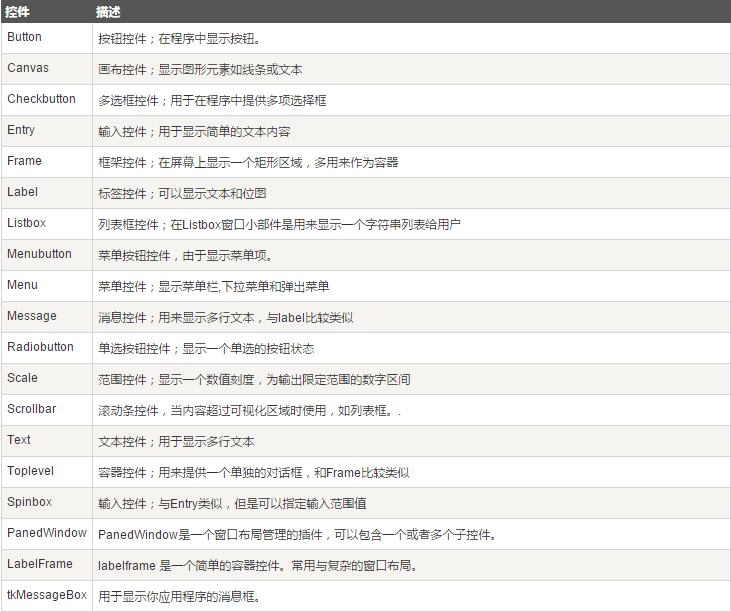 控件 描述
Button 按钮控件；在程序中显示按钮。
Canvas 画布控件；显示图形元素如线条或文本
Checkbutton 多选框控件；用于在程序中提供多项选择框
Entry 输入控件；用于显示简单的文本内容
Frame 框架控件；在屏幕上显示一个矩形区域，多用来作为容器
Label 标签控件；可以显示文本和位图
Listbox 列表框控件；在Listbox窗口小部件是用来显示一个字符串列表给用户
Menubutton 菜单按钮控件，由于显示菜单项。
Menu 菜单控件；显示菜单栏,下拉菜单和弹出菜单
Message 消息控件；用来显示多行文本，与label比较类似
Radiobutton 单选按钮控件；显示一个单选的按钮状态
Scale 范围控件；显示一个数值刻度，为输出限定范围的数字区间
Scrollbar 滚动条控件，当内容超过可视化区域时使用，如列表框。.
Text 文本控件；用于显示多行文本
Toplevel 容器控件；用来提供一个单独的对话框，和Frame比较类似
Spinbox 输入控件；与Entry类似，但是可以指定输入范围值
PanedWindow PanedWindow是一个窗口布局管理的插件，可以包含一个或者多个子控件。
LabelFrame labelframe 是一个简单的容器控件。常用与复杂的窗口布局。
tkMessageBox 用于显示你应用程序的消息框。